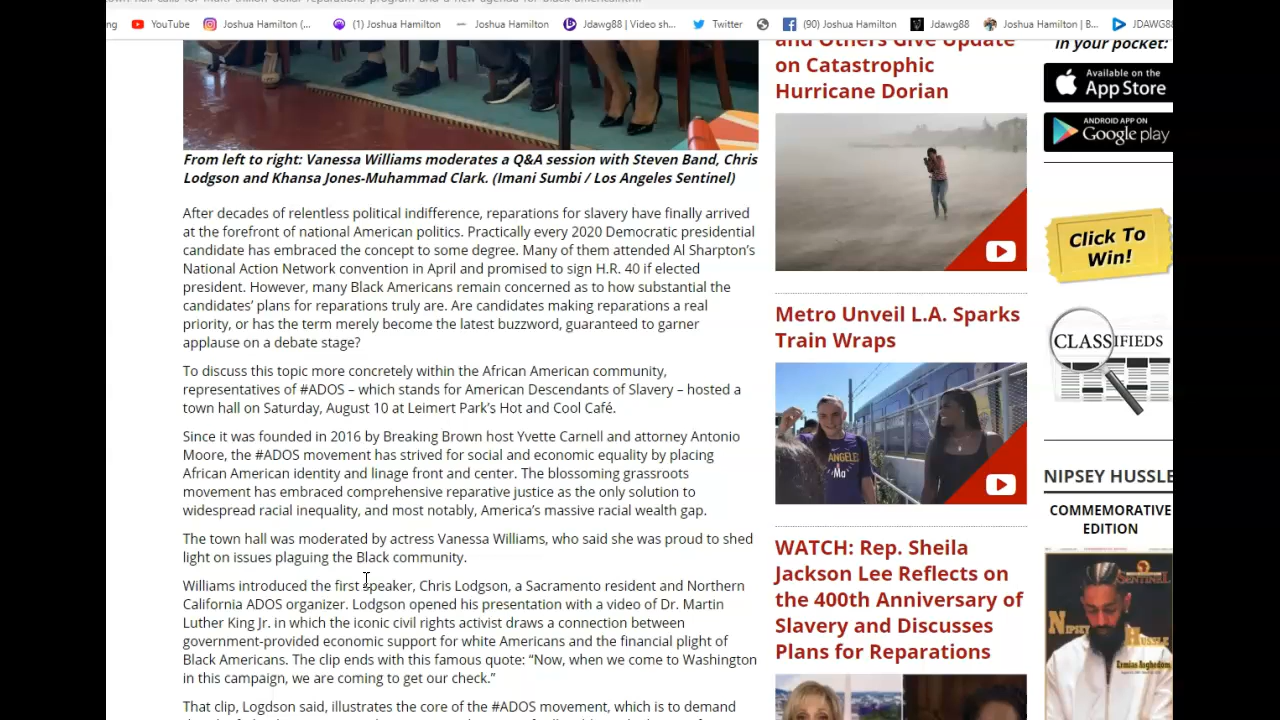 YouTube
Joshua Hamilton (...
(1) Joshua Hamilton
Joshua Hamilton
Jdawg88 | Video sh...
Twitter
(90) Joshua Hamilton
Jdawg88
Joshua Hamilton | B...
JDAWG88
From left to right: Vanessa Williams moderates a Q&A session with Steven Band, Chris
Lodgson and Khansa Jones-Muhammad Clark. (Imani Sumbi / Los Angeles Sentinel)
After decades of relentless political indifference, reparations for slavery have finally arrived
at the forefront of national American politics. Practically every 2020 Democratic presidential
candidate has embraced the concept to some degree. Many of them attended Al Sharpton's
National Action Network convention in April and promised to sign H.R. 40 if elected
president. However, many Black Americans remain concerned as to how substantial the
candidates' plans for reparations truly are. Are candidates making reparations a real
priority, or has the term merely become the latest buzzword, guaranteed to garner
applause on a debate stage?
To discuss this topic more concretely within the African American community,
representatives of #ADOS – which stands for American Descendants of Slavery – hosted a
town hall on Saturday, August 10 at Leimert Park's Hot and Cool Café.
Since it was founded in 2016 by Breaking Brown host Yvette Carnell and attorney Antonio
Moore, the #ADOS movement has strived for social and economic equality by placing
African American identity and linage front and center. The blossoming grassroots
movement has embraced comprehensive reparative justice as the only solution to
widespread racial inequality, and most notably, America's massive racial wealth gap.
The town hall was moderated by actress Vanessa Williams, who said she was proud to shed
light on issues plaguing the Black community.
Williams introduced the first speaker, Chris Lodgson, a Sacramento resident and Northern
California ADOS organizer. Lodgson opened his presentation with a video of Dr. Martin
Luther King Jr. in which the iconic civil rights activist draws a connection between
government-provided economic support for white Americans and the financial plight of
Black Americans. The clip ends with this famous quote: "Now, when we come to Washington
in this campaign, we are coming to get our check."
That clip, Logdson said, illustrates the core of the #ADOS movement, which is to demand
and Others Give Update
on Catastrophic
Hurricane Dorian
Metro Unveil L.A. Sparks
Train Wraps
ANGELES
WATCH: Rep. Sheila
Jackson Lee Reflects on
the 400th Anniversary of
Slavery and Discusses
Plans for Reparations
in your pocket:
Available on the
App Store
ANDROID APP ON
Google play
Click To
Win!
CLASSIFIEDS
NIPSEY HUSSLE
COMMEMORATIVE
EDITION
SENTINEL
NIPSEY
HUSSLE
Ermias Asghedom